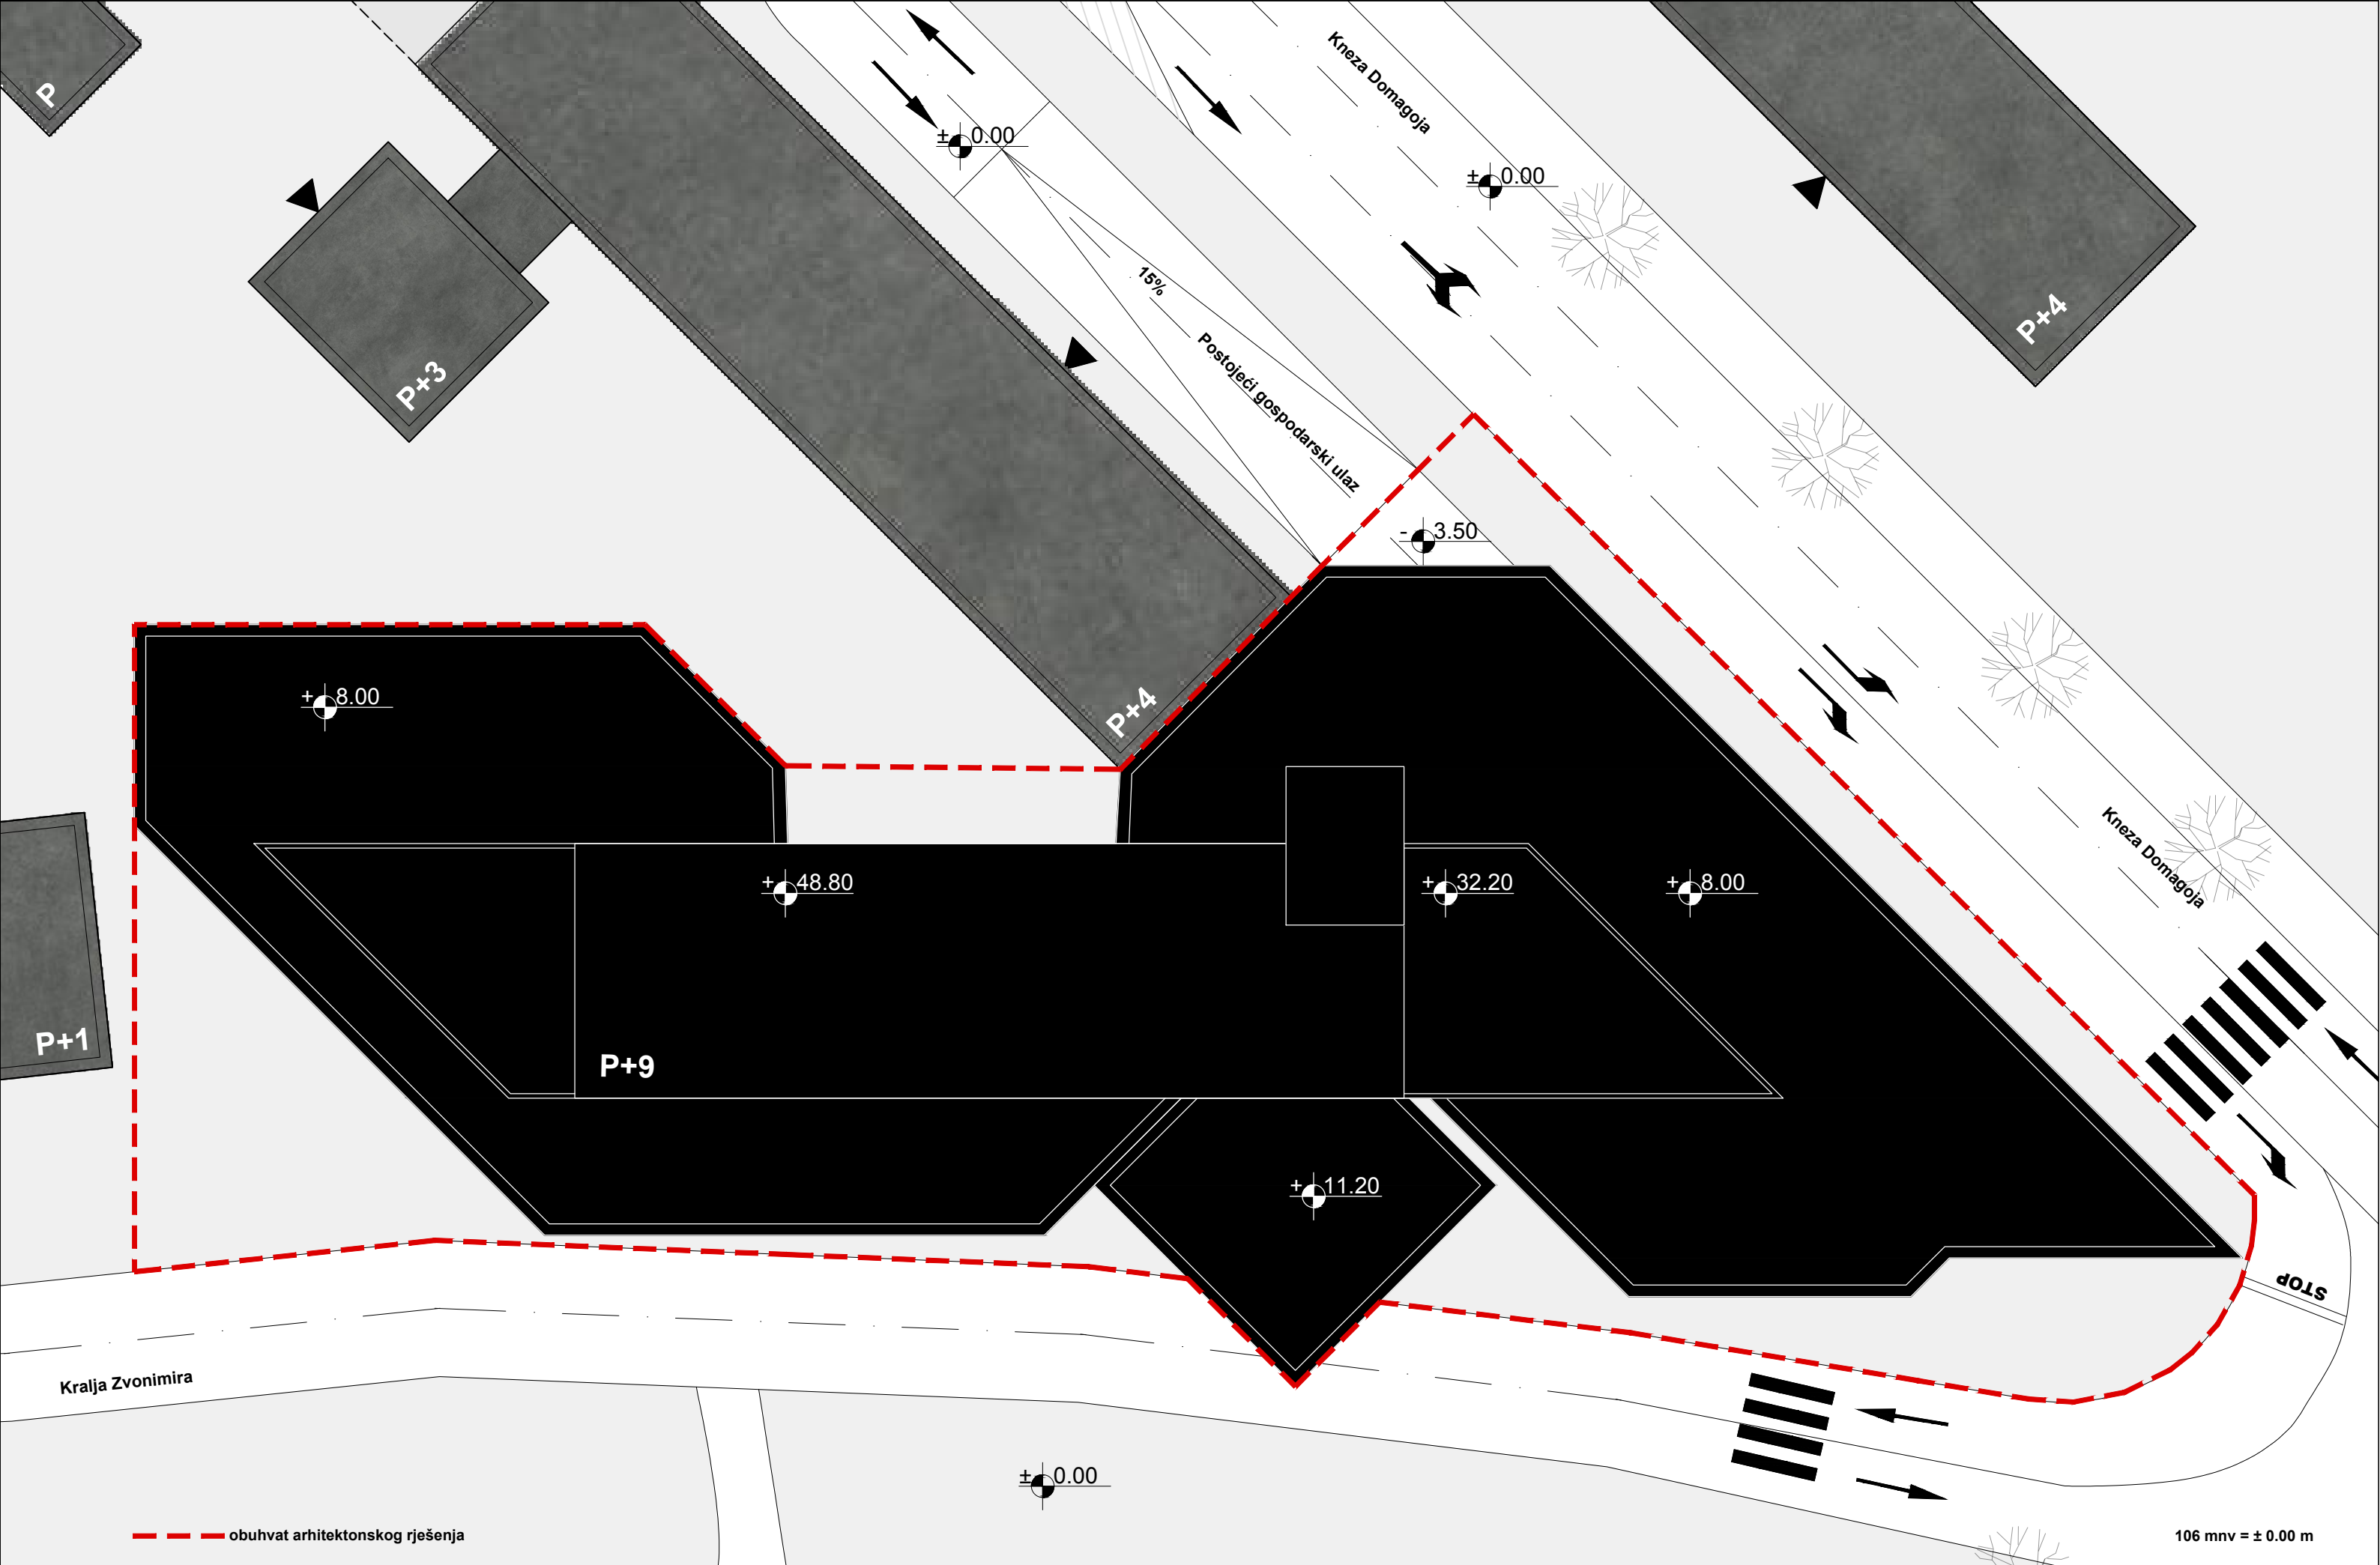 P
Kneza Domagoja
± 0.00
± 0.00
15%
P+4
P+3
Postojeći gospodarski ulaz
- 3.50
+ 8.00
P+4
Kneza Domagoja
+ 48.80
+ 32.20
+ 8.00
P+1
P+9
+ 11.20
STOP
Kralja Zvonimira
± 0.00
obuhvat arhitektonskog rješenja
106 mnv = ± 0.00 m